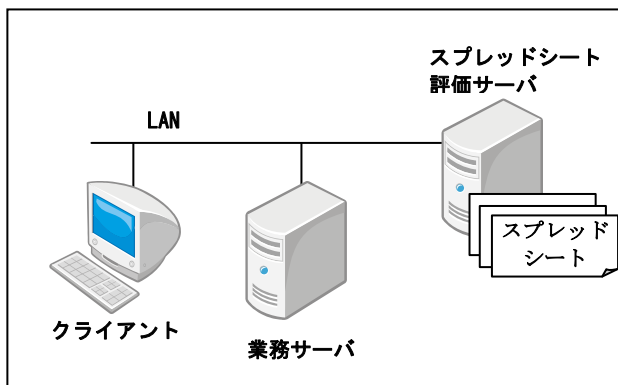 スプレッドシート
評価サーバ
LAN
スプレッド
シート
クライアント
業務サーバ